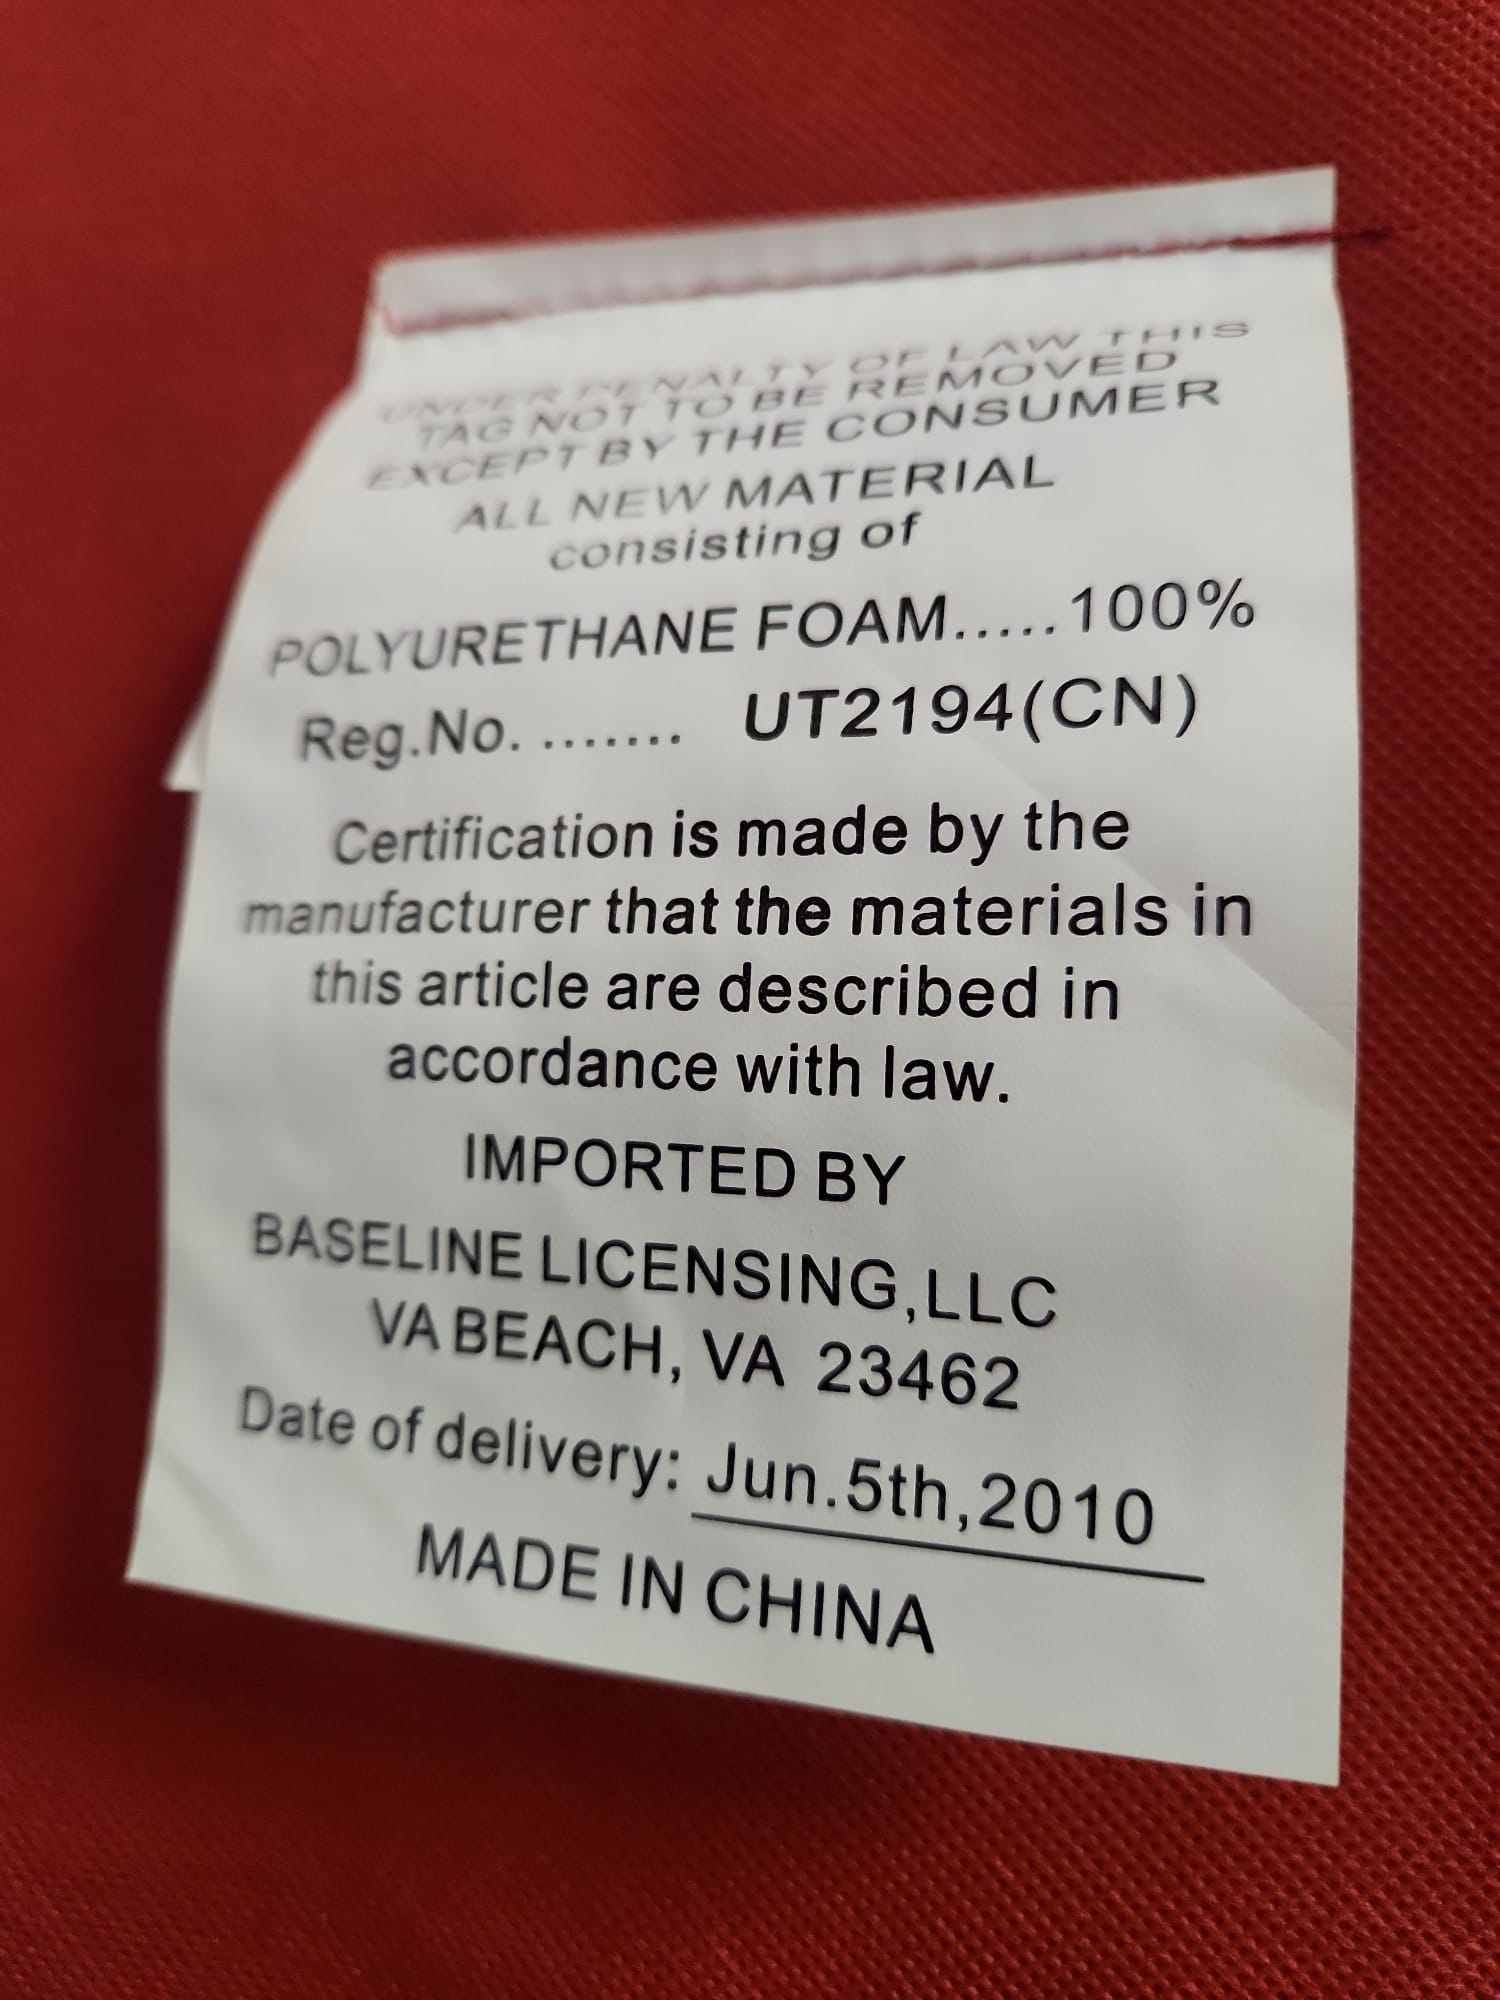 UNDER PENALTY OF LAW THIS
TAG NOT TO BE REMOVED
EXCEPT BY THE CONSUMER
ALL NEW MATERIAL
consisting of
POLYURETHANE FOAM.....100%
Reg.No. ....... UT2194(CN)
Certification is made by the
manufacturer that the materials in
this article are described in
accordance with law.
IMPORTED BY
BASELINE LICENSING,LLC
VA BEACH, VA 23462
Date of delivery: Jun.5th,2010
MADE IN CHINA